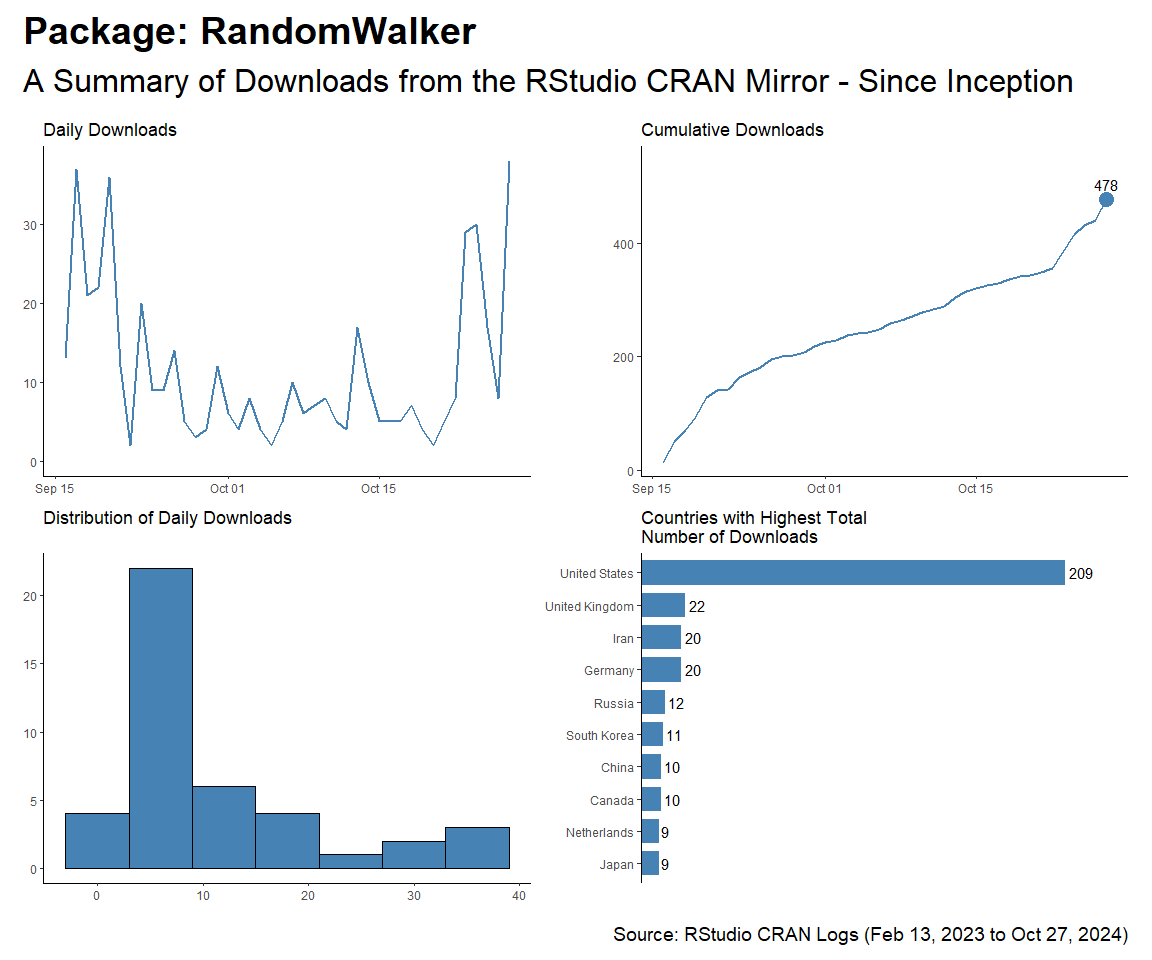 Package: RandomWalker
A Summary of Downloads from the RStudio CRAN Mirror - Since Inception
Daily Downloads
30
20
10
0
Sep 15
Oct 01
Oct 15
Cumulative Downloads
478
400
200
0
Sep 15
Oct 01
Oct 15
Distribution of Daily Downloads
20
15
10
5
0
0
10
20
30
40
Countries with Highest Total
Number of Downloads
United States 209
United Kingdom 22
Iran 20
Germany 20
Russia 12
South Korea 11
China 10
Canada 10
Netherlands 9
Japan 9
Source: RStudio CRAN Logs (Feb 13, 2023 to Oct 27, 2024)